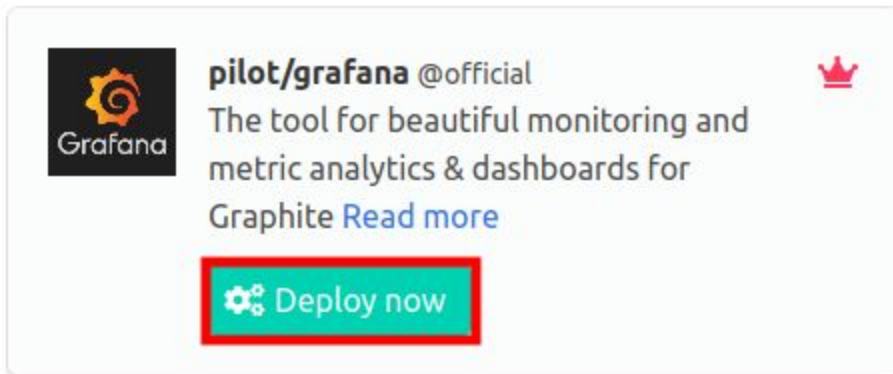 Grafana
pilot/grafana @official
The tool for beautiful monitoring and
metric analytics & dashboards for
Graphite Read more
Deploy now